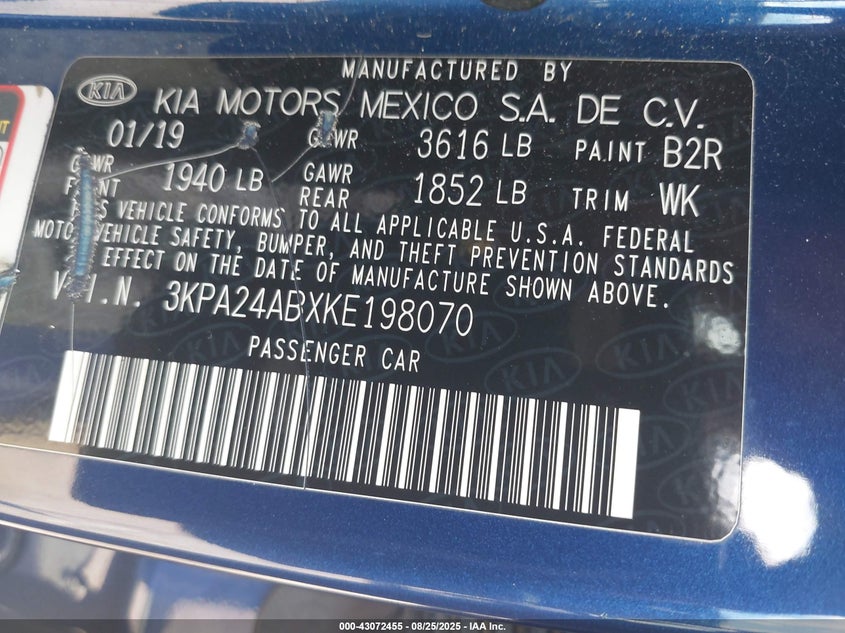 MANUFACTURED BY
KIA KIA MOTORS MEXICO S.A. DE C.V.
01/19 GVWR 3616 LB PAINT B2R
GAWR FRONT 1940 LB GAWR REAR 1852 LB TRIM WK
VEHICLE CONFORMS TO ALL APPLICABLE U.S.A. FEDERAL
MOTOR VEHICLE SAFETY, BUMPER, AND THEFT PREVENTION STANDARDS
EFFECT ON THE DATE OF MANUFACTURE SHOWN ABOVE.
V.I.N. 3KPA24ABXKE198070
PASSENGER CAR
000-43072455 - 08/25/2025 - IAA Inc.